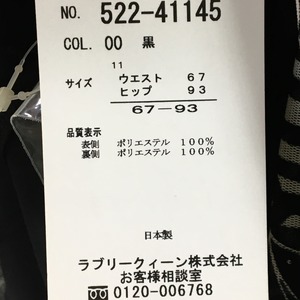 NO. 522-41145
COL. 00 黒
11
サイズ ウエスト 67
ヒップ 93
67-93
品質表示
表側 ポリエステル 100%
裏側 ポリエステル 100%
日本製
ラブリークィーン株式会社
お客様相談室
0120-006768